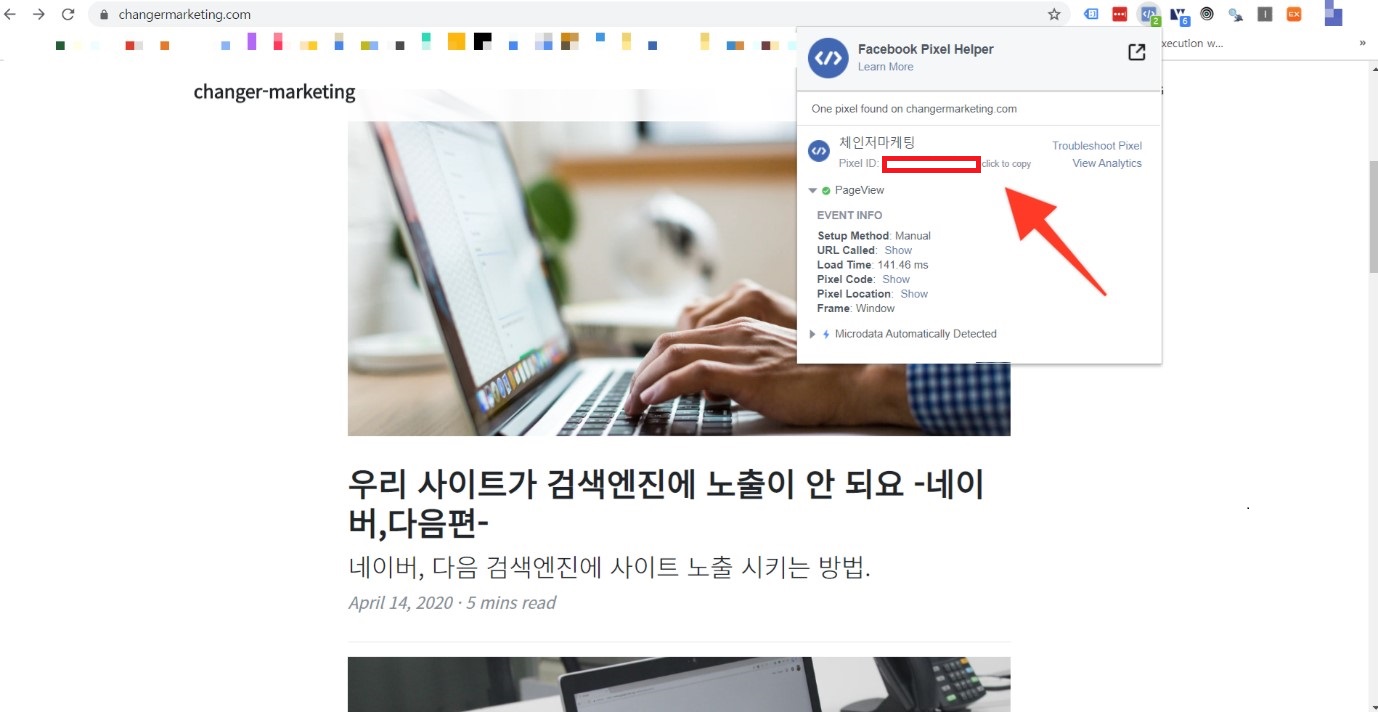 changermarketing.com
2
6
I
EX
xecution w...
»
changer-marketing
Facebook Pixel Helper
Learn More
One pixel found on changermarketing.com
체인저마케팅
Troubleshoot Pixel
Pixel ID: click to copy
View Analytics
PageView
EVENT INFO
Setup Method: Manual
URL Called: Show
Load Time: 141.46 ms
Pixel Code: Show
Pixel Location: Show
Frame: Window
Microdata Automatically Detected
우리 사이트가 검색엔진에 노출이 안 되요 -네이
버,다음편-
네이버, 다음 검색엔진에 사이트 노출 시키는 방법.
April 14, 2020 · 5 mins read